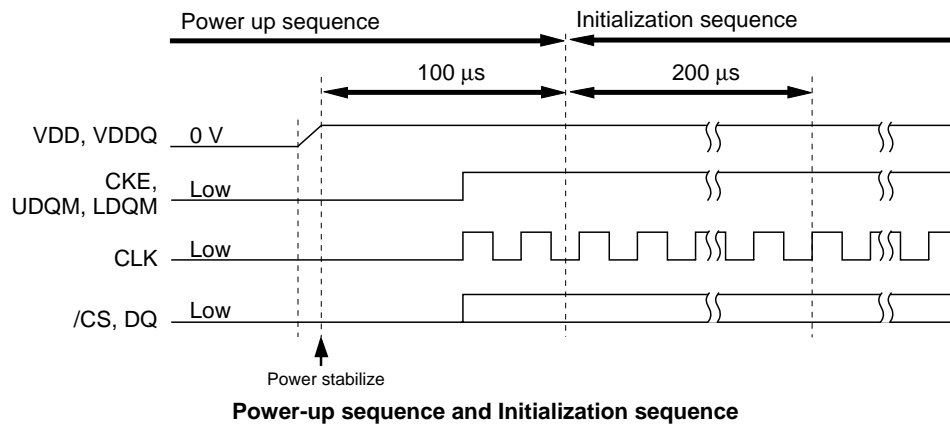 Power up sequence
Initialization sequence
100 μs
200 μs
VDD, VDDQ
0 V
CKE,
UDQM, LDQM
Low
CLK
Low
/CS, DQ
Low
Power stabilize
Power-up sequence and Initialization sequence